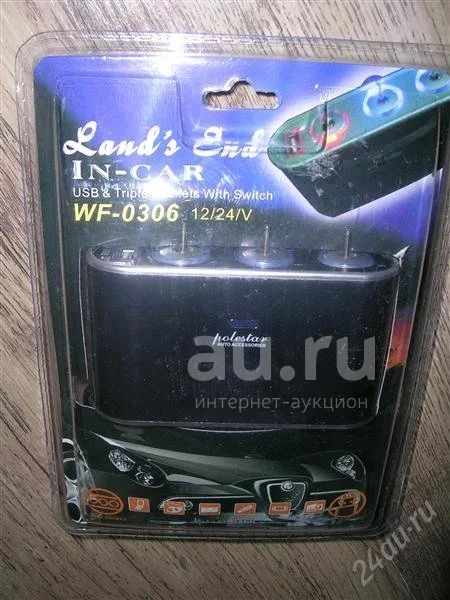 Land's End
IN-CAR
USB & Triple Sockets With Switch
WF-0306 12/24/V
polestar
AUTO ACCESSORIES
au.ru
интернет-аукцион
24au.ru